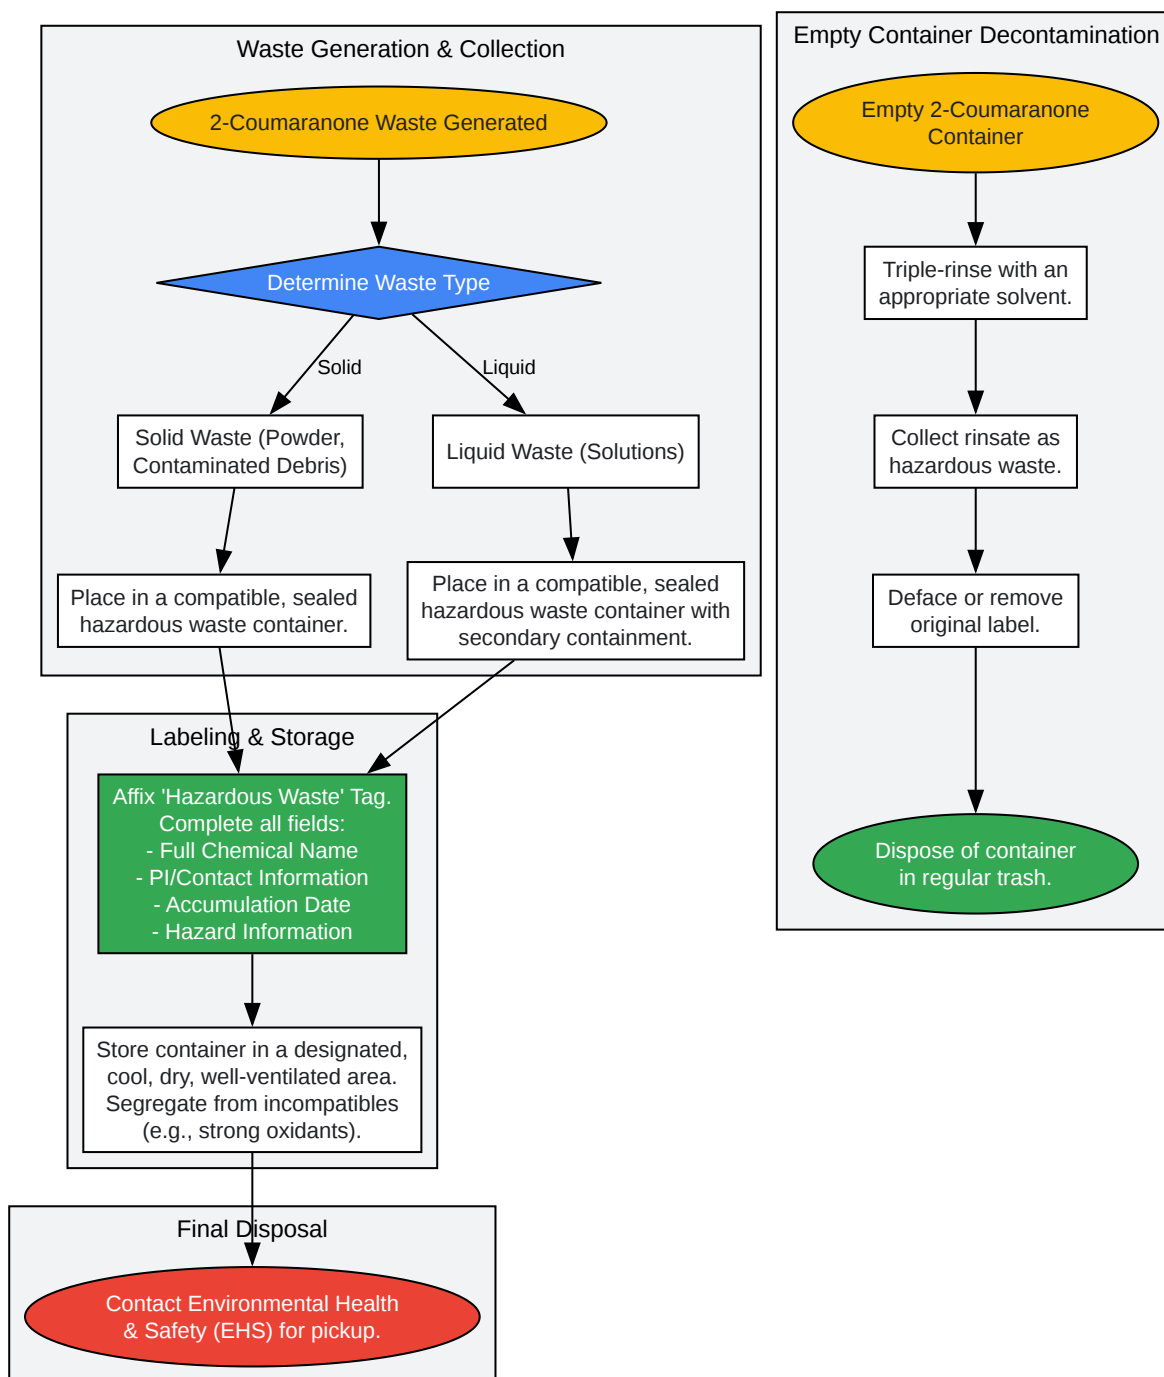 Waste Generation & Collection
2-Coumaranone Waste Generated
Determine Waste Type
Solid
Liquid
Solid Waste (Powder,
Contaminated Debris)
Liquid Waste (Solutions)
Place in a compatible, sealed
hazardous waste container.
Place in a compatible, sealed
hazardous waste container with
secondary containment.
Labeling & Storage
Affix 'Hazardous Waste' Tag.
Complete all fields:
- Full Chemical Name
- PI/Contact Information
- Accumulation Date
- Hazard Information
Store container in a designated,
cool, dry, well-ventilated area.
Segregate from incompatibles
(e.g., strong oxidants).
Final Disposal
Contact Environmental Health
& Safety (EHS) for pickup.
Empty Container Decontamination
Empty 2-Coumaranone
Container
Triple-rinse with an
appropriate solvent.
Collect rinsate as
hazardous waste.
Deface or remove
original label.
Dispose of container
in regular trash.